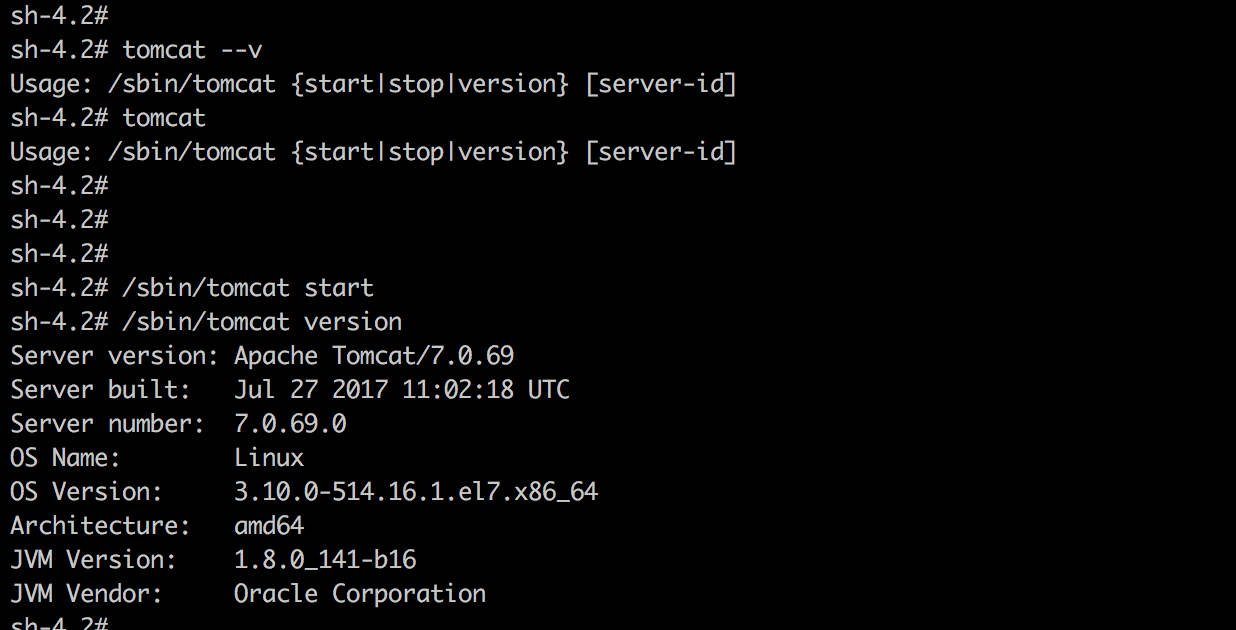 sh-4.2#
sh-4.2# tomcat --v
Usage: /sbin/tomcat {start|stop|version} [server-id]
sh-4.2# tomcat
Usage: /sbin/tomcat {start|stop|version} [server-id]
sh-4.2#
sh-4.2#
sh-4.2#
sh-4.2# /sbin/tomcat start
sh-4.2# /sbin/tomcat version
Server version: Apache Tomcat/7.0.69
Server built:   Jul 27 2017 11:02:18 UTC
Server number:  7.0.69.0
OS Name:        Linux
OS Version:     3.10.0-514.16.1.el7.x86_64
Architecture:   amd64
JVM Version:    1.8.0_141-b16
JVM Vendor:     Oracle Corporation
sh-4.2#